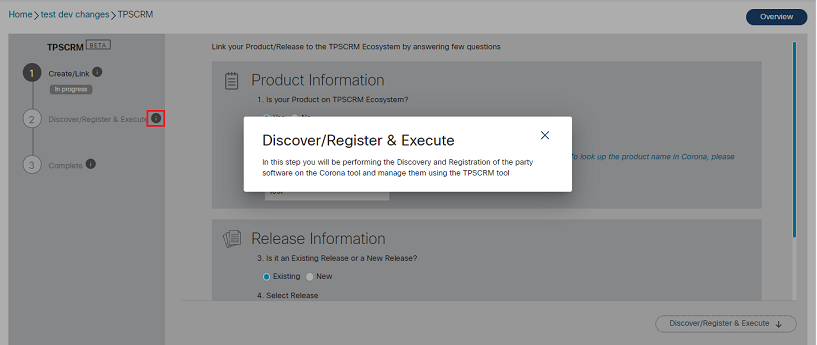 Home > test dev changes > TPSCRM
Overview
TPSCRM BETA
1 Create/Link
In progress
2 Discover/Register & Execute
3 Complete
Link your Product/Release to the TPSCRM Ecosystem by answering few questions
Product Information
1. Is your Product on TPSCRM Ecosystem?
Discover/Register & Execute
In this step you will be performing the Discovery and Registration of the party
software on the Corona tool and manage them using the TPSCRM tool
To look up the product name in Corona, please
Release Information
3. Is it an Existing Release or a New Release?
Existing New
4. Select Release
Discover/Register & Execute